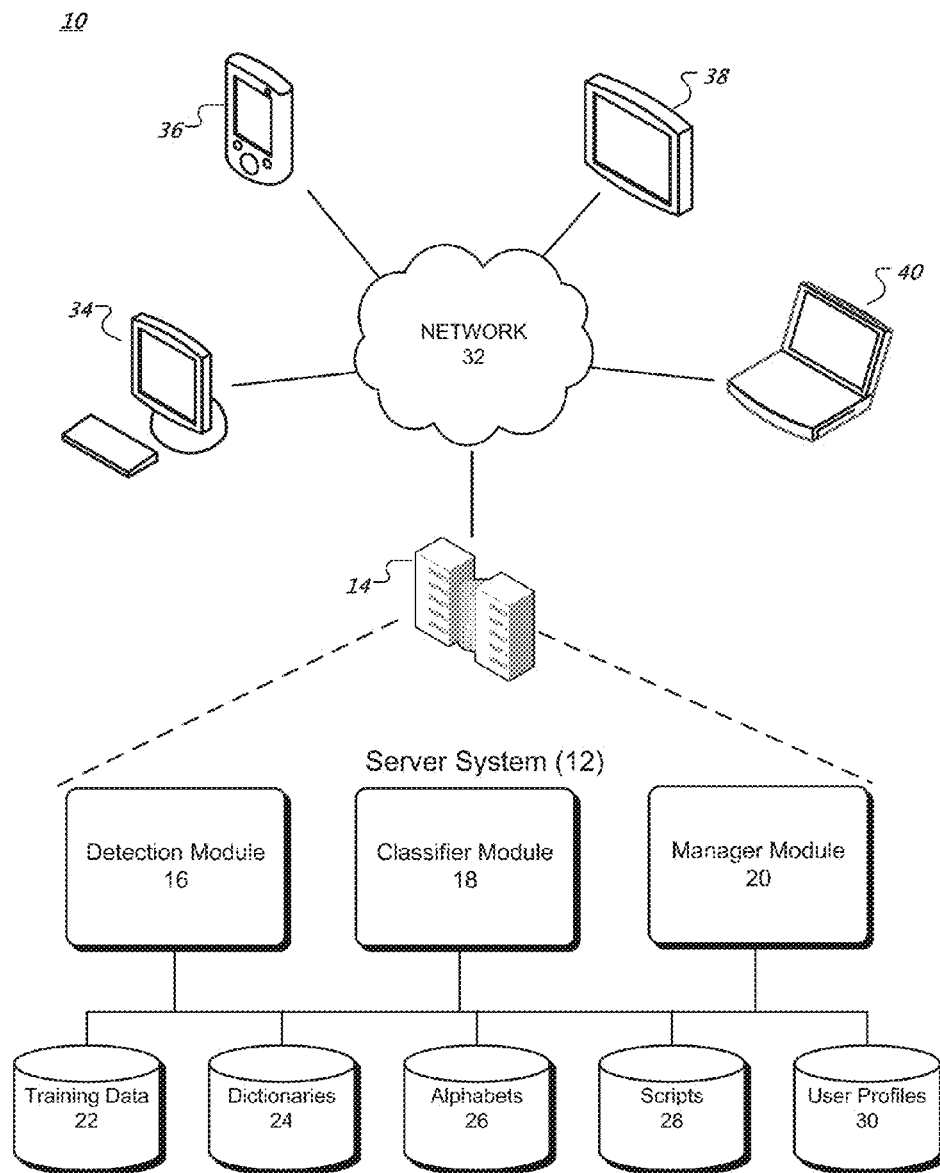 10
36
38
34
40
NETWORK
32
14
Server System (12)
Detection Module
16
Classifier Module
18
Manager Module
20
Training Data
22
Dictionaries
24
Alphabets
26
Scripts
28
User Profiles
30